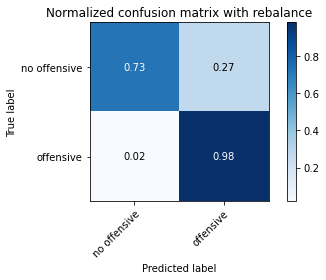 Normalized confusion matrix with rebalance
True label
no offensive
offensive
0.73
0.27
0.02
0.98
no offensive
offensive
Predicted label
0.8
0.6
0.4
0.2